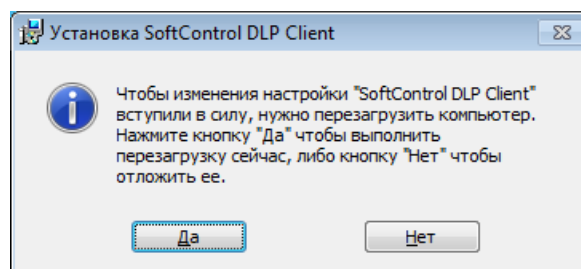 Установка SoftControl DLP Client
Чтобы изменения настройки "SoftControl DLP Client"
вступили в силу, нужно перезагрузить компьютер.
Нажмите кнопку "Да" чтобы выполнить
перезагрузку сейчас, либо кнопку "Нет" чтобы
отложить ее.
Да
Нет